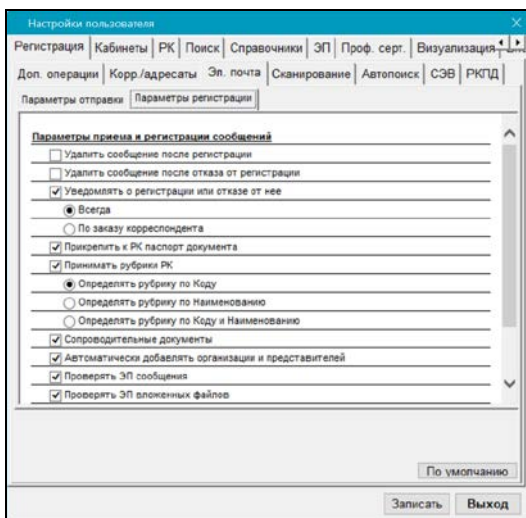 Настройки пользователя
Регистрация Кабинеты РК Поиск Справочники ЭП Проф. серт. Визуализация
Доп. операции Корр./адресаты Эл. почта Сканирование Автопоиск СЭВ РКПД
Параметры отправки Параметры регистрации
Параметры приема и регистрации сообщений
Удалить сообщение после регистрации
Удалить сообщение после отказа от регистрации
Уведомлять о регистрации или отказе от нее
Всегда
По заказу корреспондента
Прикрепить к РК паспорт документа
Принимать рубрики РК
Определять рубрику по Коду
Определять рубрику по Наименованию
Определять рубрику по Коду и Наименованию
Сопроводительные документы
Автоматически добавлять организации и представителей
Проверять ЭП сообщения
Проверять ЭП вложенных файлов
По умолчанию
Записать Выход